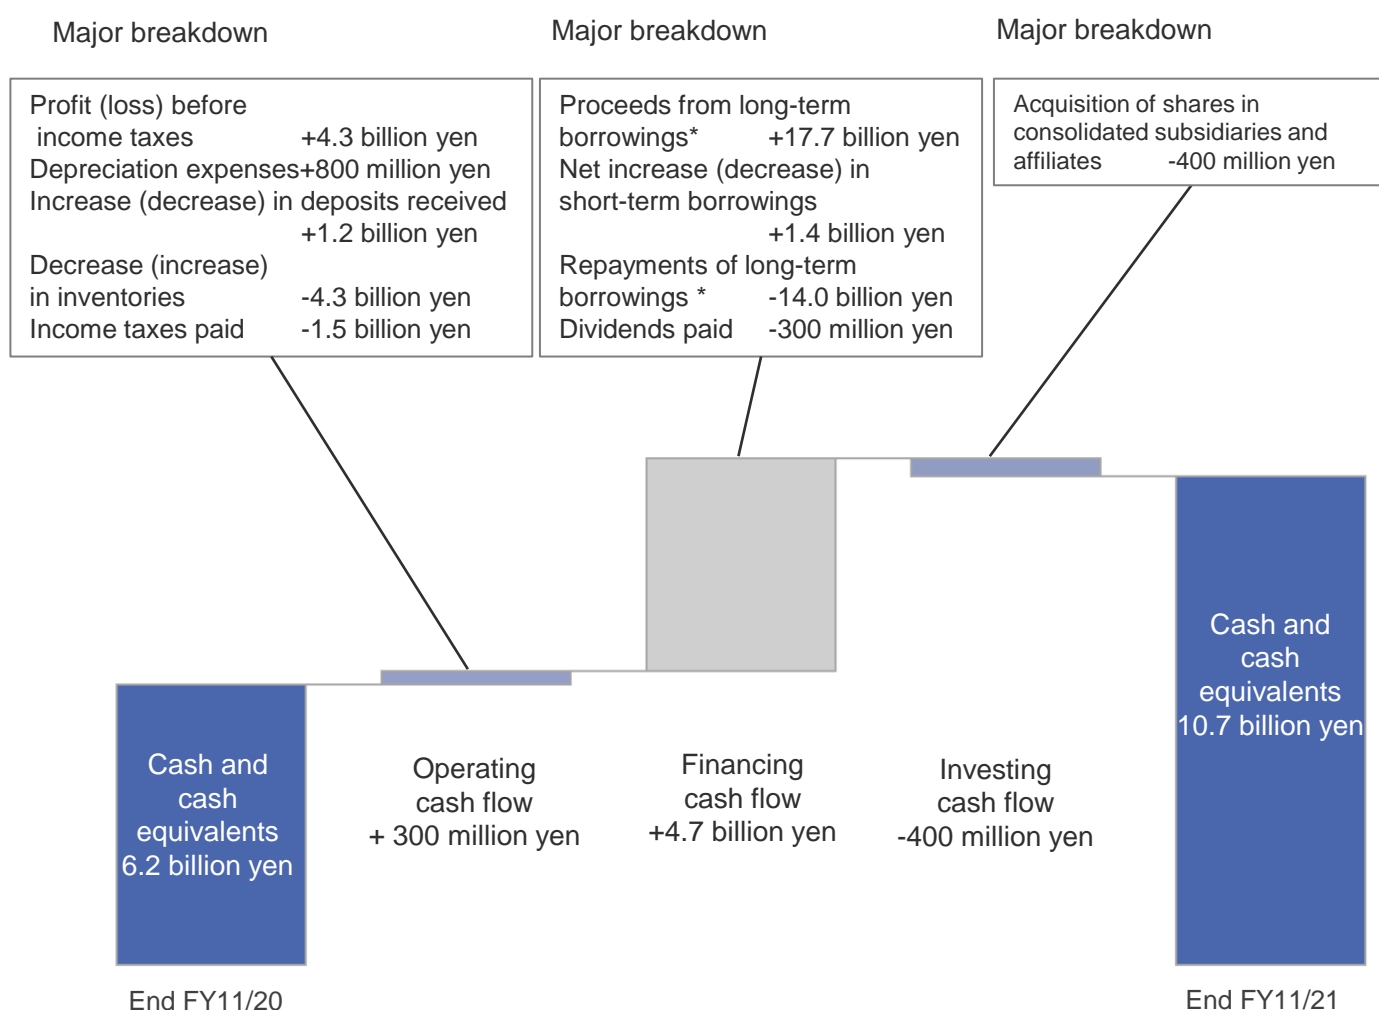 Major breakdown
Profit (loss) before
income taxes +4.3 billion yen
Depreciation expenses+800 million yen
Increase (decrease) in deposits received
+1.2 billion yen
Decrease (increase)
in inventories -4.3 billion yen
Income taxes paid -1.5 billion yen
Major breakdown
Proceeds from long-term
borrowings* +17.7 billion yen
Net increase (decrease) in
short-term borrowings
+1.4 billion yen
Repayments of long-term
borrowings * -14.0 billion yen
Dividends paid -300 million yen
Major breakdown
Acquisition of shares in
consolidated subsidiaries and
affiliates -400 million yen
Cash and
cash
equivalents
6.2 billion yen
End FY11/20
Operating
cash flow
+ 300 million yen
Financing
cash flow
+4.7 billion yen
Investing
cash flow
-400 million yen
Cash and
cash
equivalents
10.7 billion yen
End FY11/21